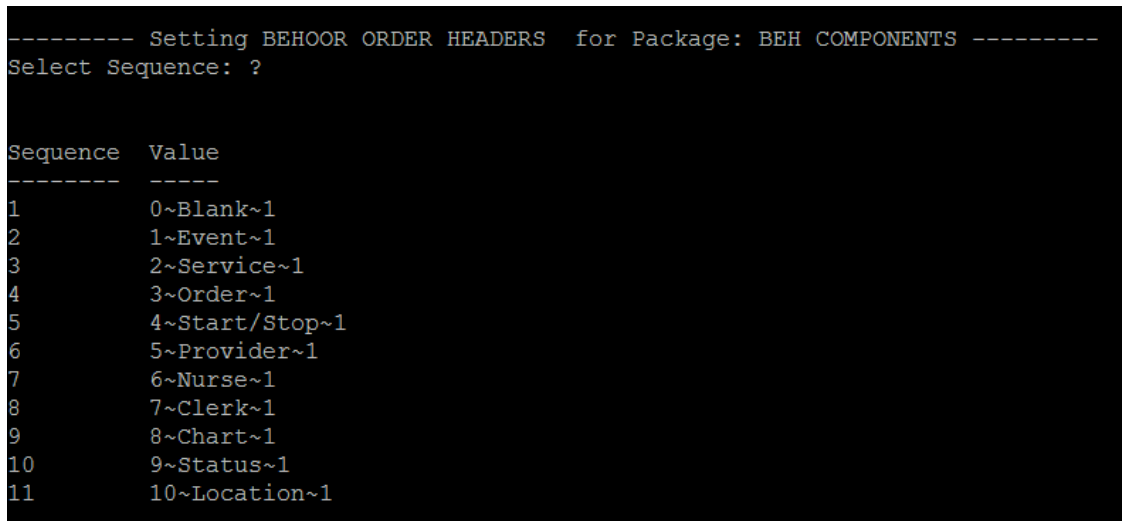 --------- Setting BEHOOR ORDER HEADERS  for Package: BEH COMPONENTS ---------
Select Sequence: ?
Sequence  Value
--------  -----
1         0~Blank~1
2         1~Event~1
3         2~Service~1
4         3~Order~1
5         4~Start/Stop~1
6         5~Provider~1
7         6~Nurse~1
8         7~Clerk~1
9         8~Chart~1
10        9~Status~1
11        10~Location~1